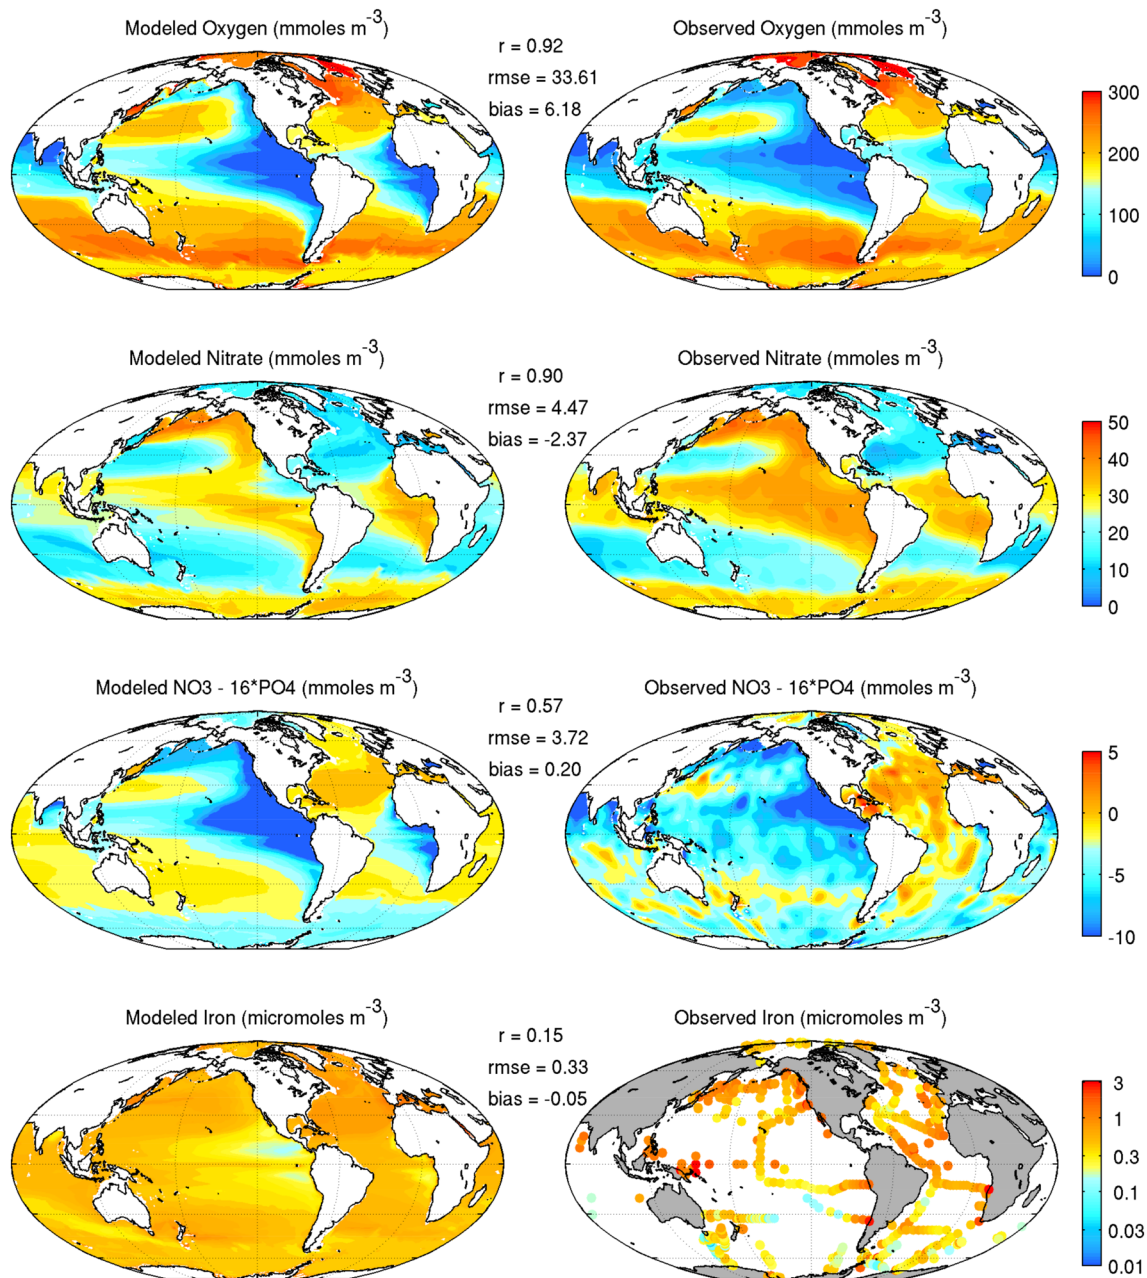 Modeled Oxygen (mmoles m-3)
r = 0.92
rmse = 33.61
bias = 6.18
Observed Oxygen (mmoles m-3)
300
200
100
0
Modeled Nitrate (mmoles m-3)
r = 0.90
rmse = 4.47
bias = -2.37
Observed Nitrate (mmoles m-3)
50
40
30
20
10
0
Modeled NO3 - 16*PO4 (mmoles m-3)
r = 0.57
rmse = 3.72
bias = 0.20
Observed NO3 - 16*PO4 (mmoles m-3)
5
0
-5
-10
Modeled Iron (micromoles m-3)
r = 0.15
rmse = 0.33
bias = -0.05
Observed Iron (micromoles m-3)
3
1
0.3
0.1
0.03
0.01